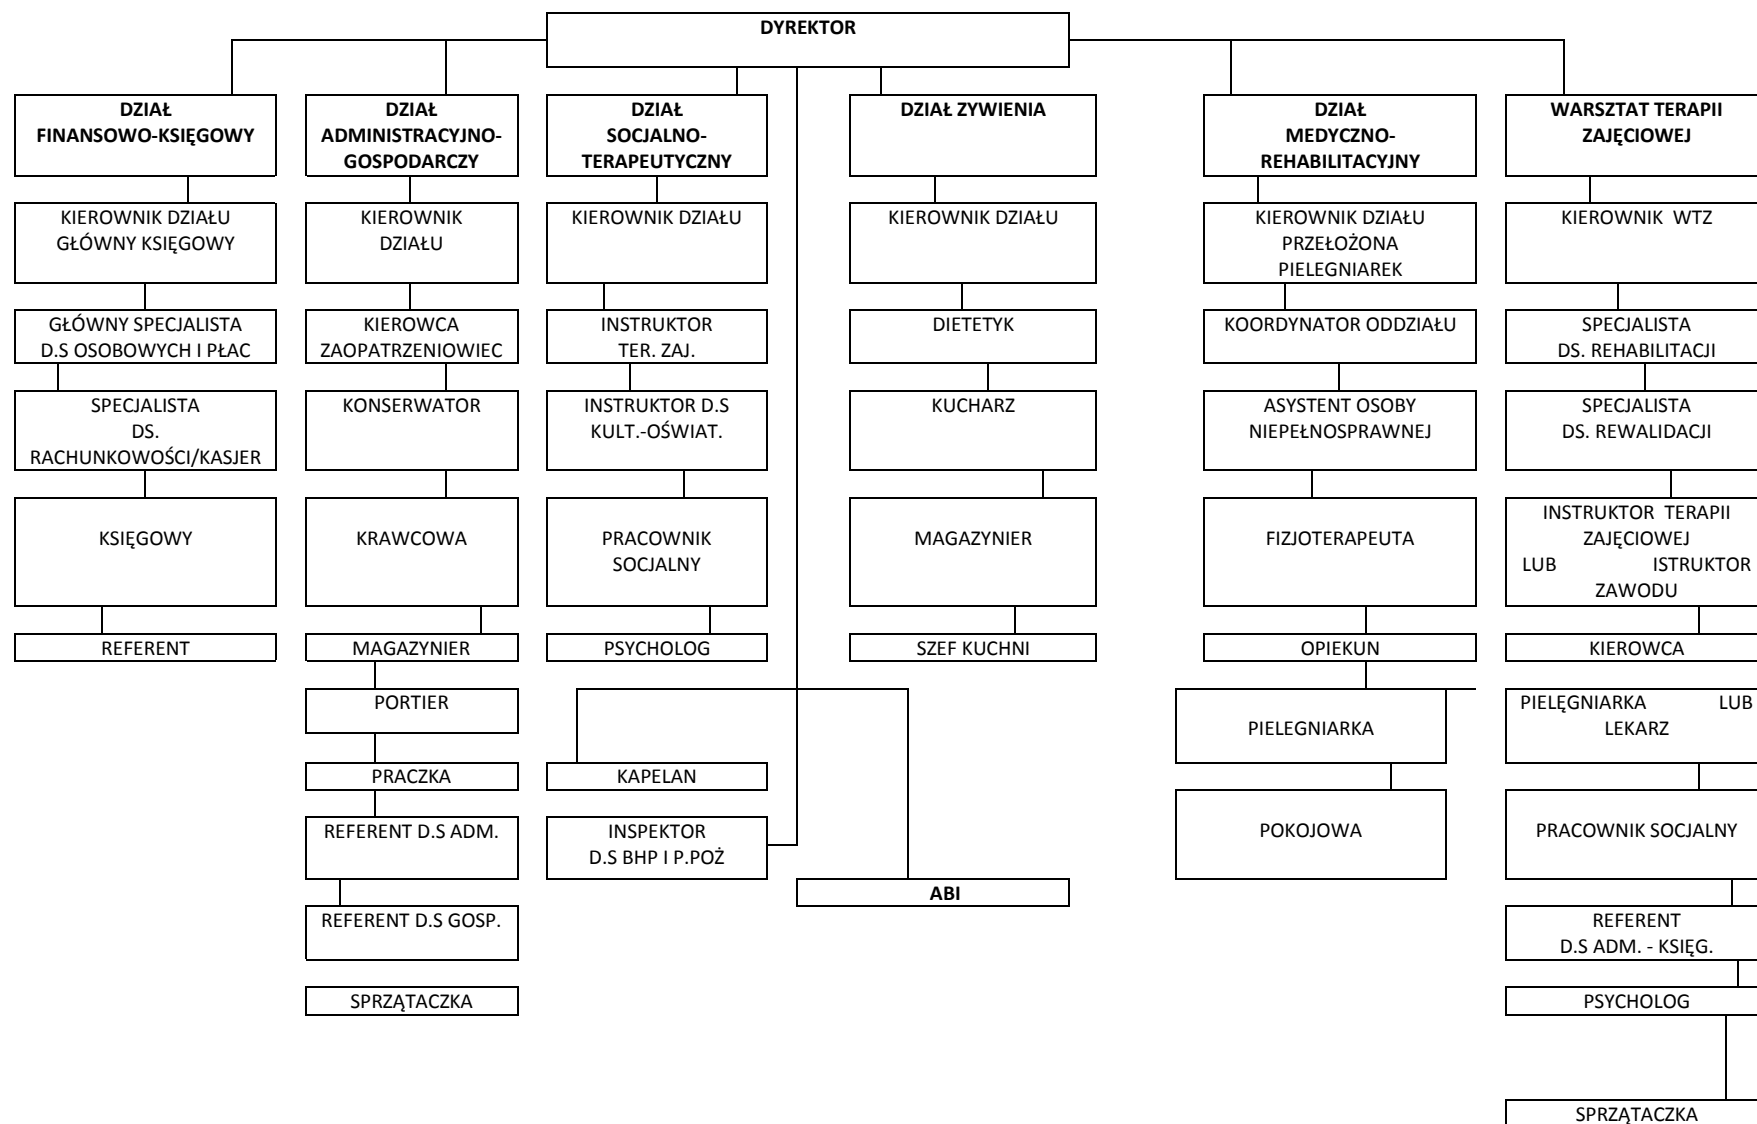 DYREKTOR
DZIAŁ
FINANSOWO-KSIĘGOWY
DZIAŁ
ADMINISTRACYJNO-
GOSPODARCZY
DZIAŁ
SOCJALNO-
TERAPEUTYCZNY
DZIAŁ ZYWIENIA
DZIAŁ
MEDYCZNO-
REHABILITACYJNY
WARSZTAT TERAPII
ZAJĘCIOWEJ
KIEROWNIK DZIAŁU
GŁÓWNY KSIĘGOWY
KIEROWNIK
DZIAŁU
KIEROWNIK DZIAŁU
KIEROWNIK DZIAŁU
KIEROWNIK DZIAŁU
PRZEŁOŻONA
PIELEGNIAREK
KIEROWNIK WTZ
GŁÓWNY SPECJALISTA
D.S OSOBOWYCH I PŁAC
KIEROWCA
ZAOPATRZENIOWIEC
INSTRUKTOR
TER. ZAJ.
DIETETYK
KOORDYNATOR ODDZIAŁU
SPECJALISTA
DS. REHABILITACJI
SPECJALISTA
DS.
RACHUNKOWOŚCI/KASJER
KONSERWATOR
INSTRUKTOR D.S
KULT.-OŚWIAT.
KUCHARZ
ASYSTENT OSOBY
NIEPEŁNOSPRAWNEJ
SPECJALISTA
DS. REWALIDACJI
KSIĘGOWY
KRAWCOWA
PRACOWNIK
SOCJALNY
MAGAZYNIER
FIZJOTERAPEUTA
INSTRUKTOR TERAPII
ZAJĘCIOWEJ
LUB ISTRUKTOR
ZAWODU
REFERENT
MAGAZYNIER
PSYCHOLOG
SZEF KUCHNI
OPIEKUN
KIEROWCA
PORTIER
PIELEGNIARKA
PIELĘGNIARKA LUB
LEKARZ
PRACZKA
KAPELAN
REFERENT D.S ADM.
INSPEKTOR
D.S BHP I P.POŻ
POKOJOWA
PRACOWNIK SOCJALNY
ABI
REFERENT D.S GOSP.
REFERENT
D.S ADM. - KSIĘG.
SPRZĄTACZKA
PSYCHOLOG
SPRZĄTACZKA